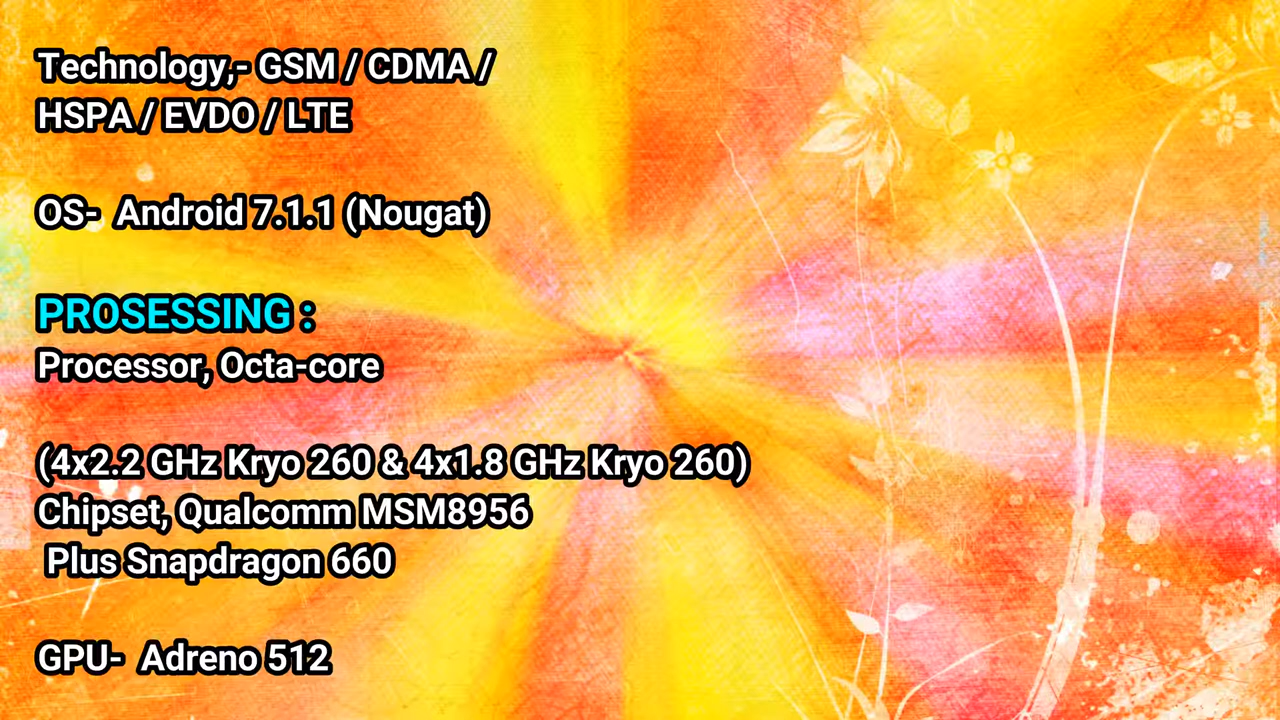 Technology,- GSM / CDMA /
HSPA / EVDO / LTE
OS- Android 7.1.1 (Nougat)
PROSESSING :
Processor, Octa-core
(4x2.2 GHz Kryo 260 & 4x1.8 GHz Kryo 260)
Chipset, Qualcomm MSM8956
Plus Snapdragon 660
GPU- Adreno 512